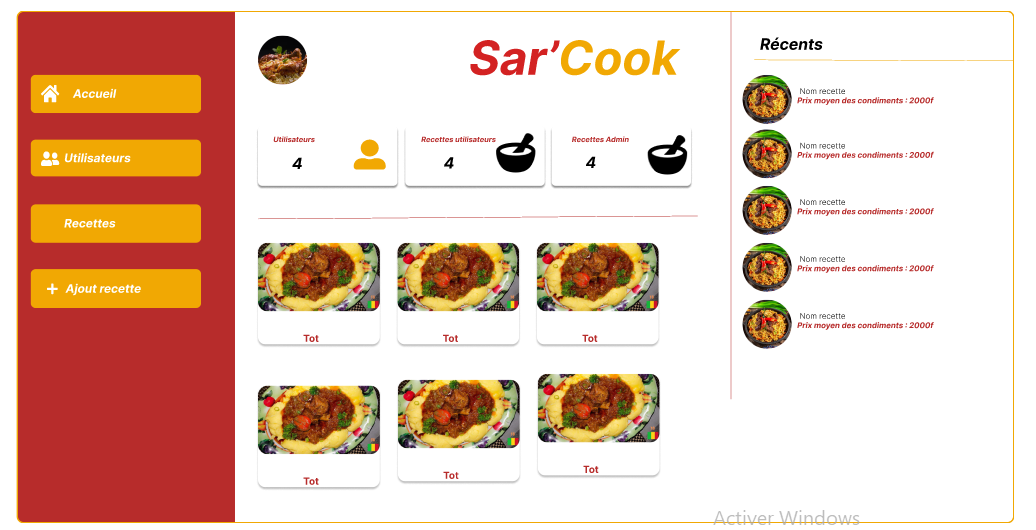 Accueil
Utilisateurs
Recettes
Ajout recette
Sar'Cook
Utilisateurs
4
Recettes utilisateurs
4
Recettes Admin
4
Tot
Tot
Tot
Tot
Tot
Tot
Récents
Nom recette
Prix moyen des condiments : 2000f
Nom recette
Prix moyen des condiments : 2000f
Nom recette
Prix moyen des condiments : 2000f
Nom recette
Prix moyen des condiments : 2000f
Nom recette
Prix moyen des condiments : 2000f
Activer Windows